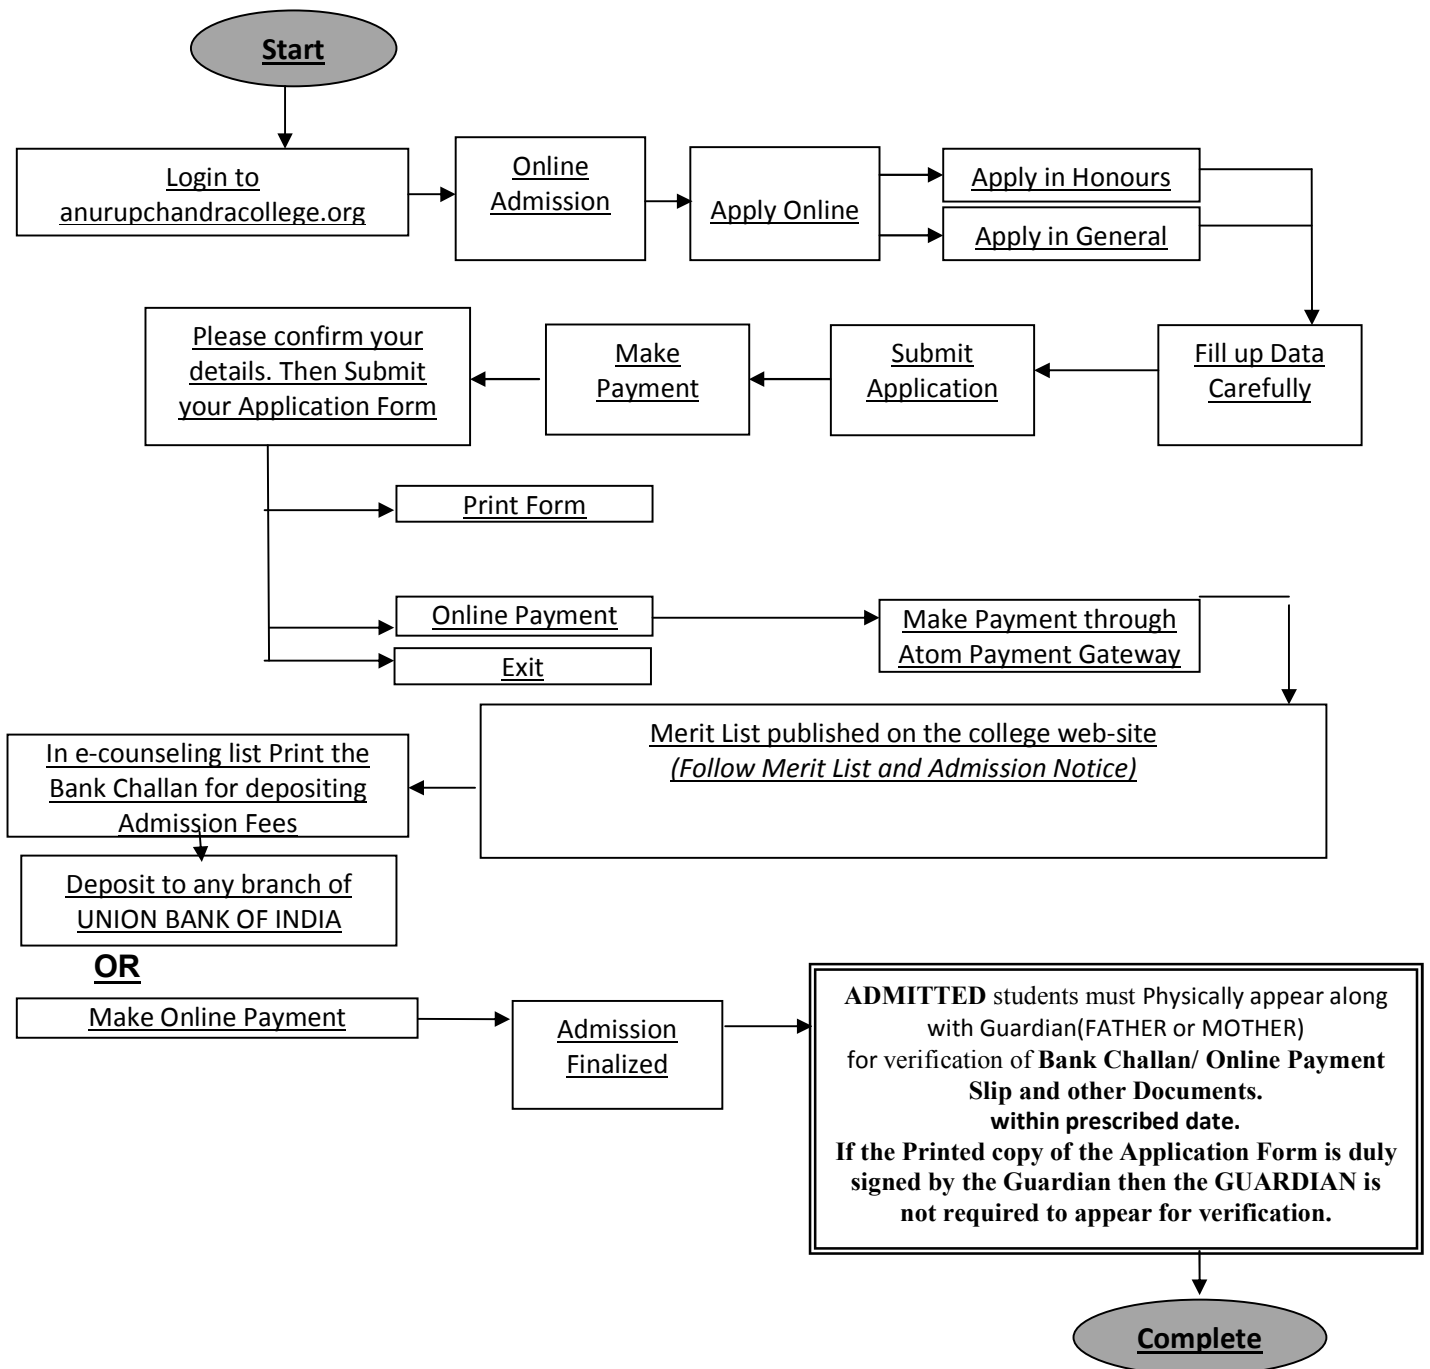 Start
Login to
anurupchandracollege.org
Online
Admission
Apply Online
Apply in Honours
Apply in General
Please confirm your
details. Then Submit
your Application Form
Make
Payment
Submit
Application
Fill up Data
Carefully
Print Form
Online Payment
Make Payment through
Atom Payment Gateway
Exit
Merit List published on the college web-site
(Follow Merit List and Admission Notice)
In e-counseling list Print the
Bank Challan for depositing
Admission Fees
Deposit to any branch of
UNION BANK OF INDIA
OR
Make Online Payment
Admission
Finalized
ADMITTED students must Physically appear along
with Guardian(FATHER or MOTHER)
for verification of Bank Challan/ Online Payment
Slip and other Documents.
within prescribed date.
If the Printed copy of the Application Form is duly
signed by the Guardian then the GUARDIAN is
not required to appear for verification.
Complete